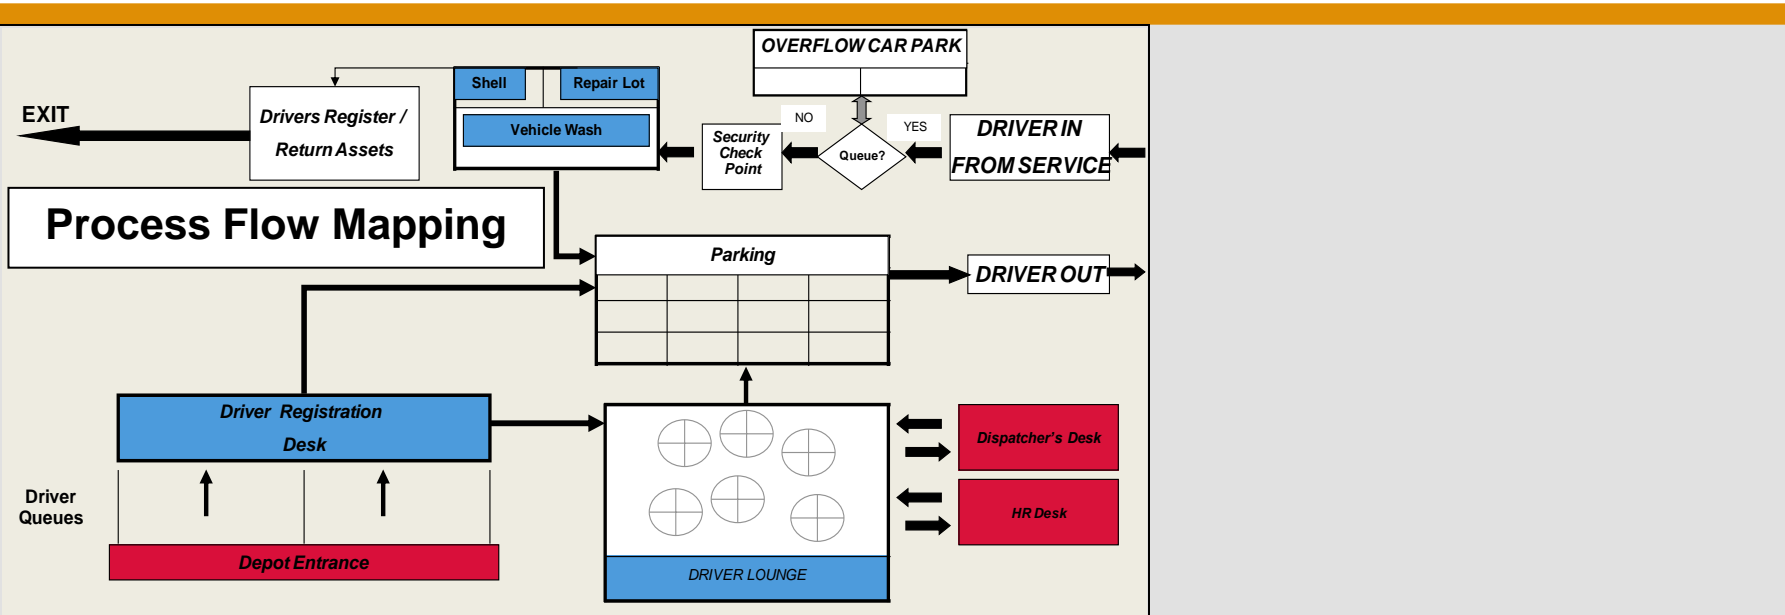 OVERFLOW CAR PARK
Shell
Repair Lot
Vehicle Wash
EXIT
Drivers Register /
Return Assets
NO
YES
Security
Check
Point
Queue?
DRIVER IN
FROM SERVICE
Process Flow Mapping
Parking
DRIVER OUT
Driver Registration
Desk
Dispatcher's Desk
Driver
Queues
HR Desk
Depot Entrance
DRIVER LOUNGE